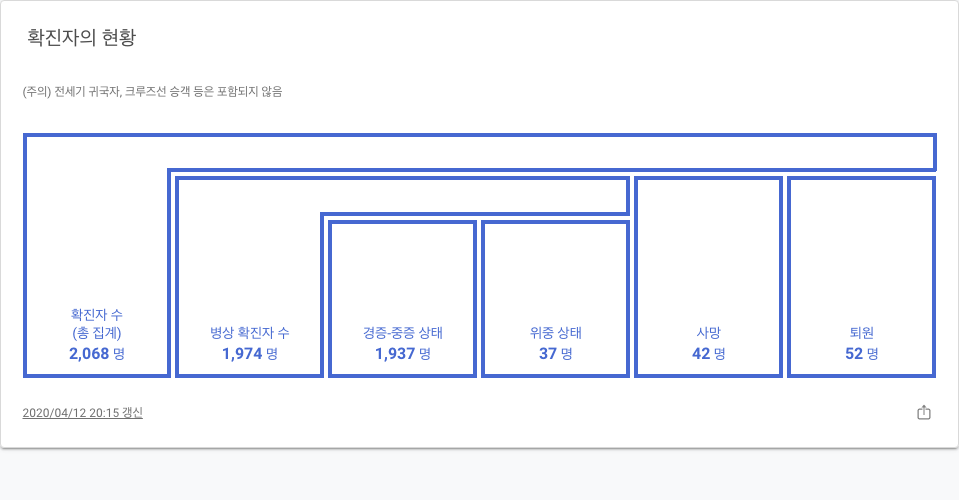 확진자의 현황
(주의) 전세기 귀국자, 크루즈선 승객 등은 포함되지 않음
확진자 수
(총 집계)
2,068 명
병상 확진자 수
1,974 명
경증-중증 상태
1,937 명
위중 상태
37 명
사망
42 명
퇴원
52 명
2020/04/12 20:15 갱신